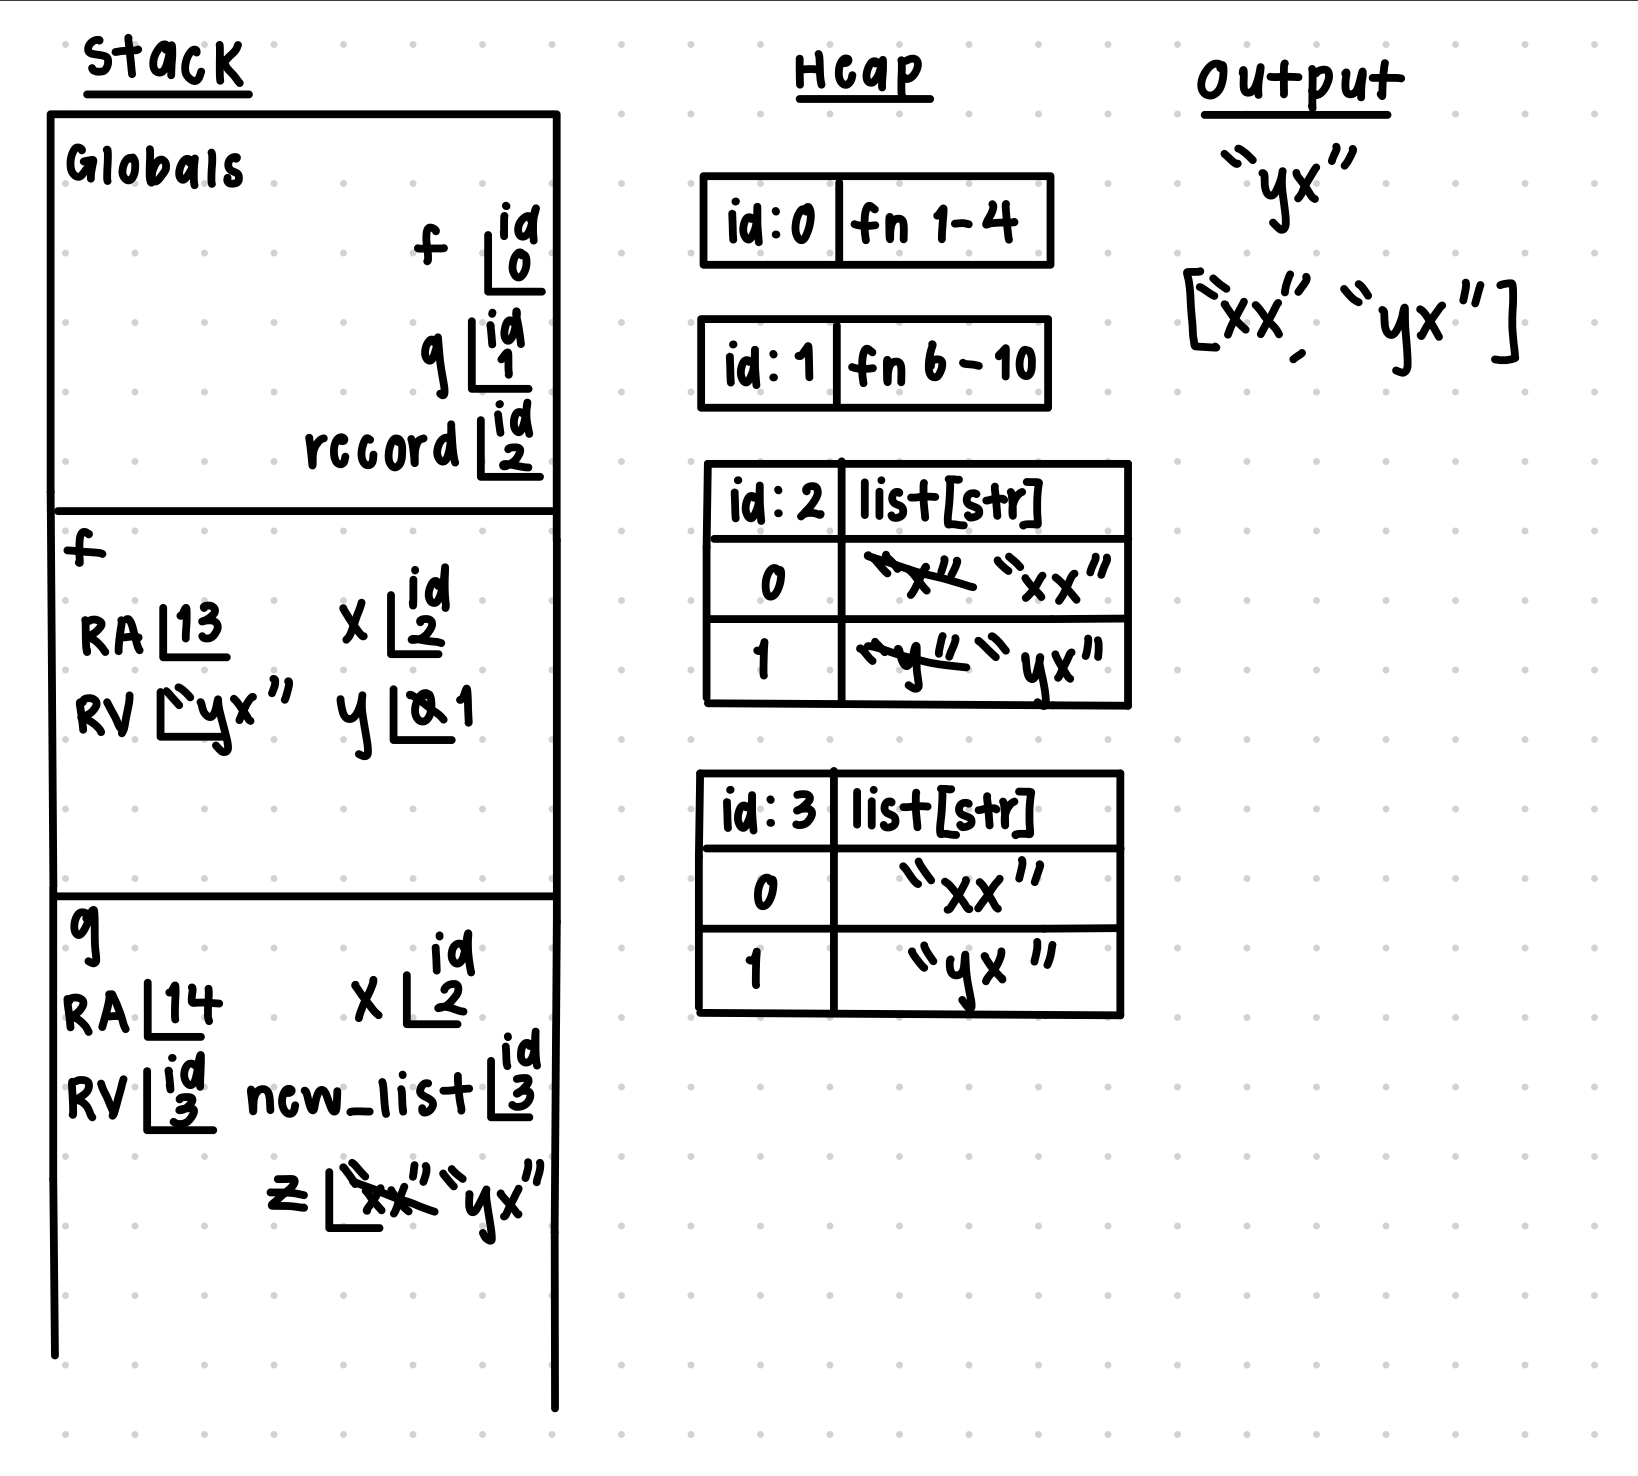 Stack
Globals
f id 0
g id 1
record id 2
f
RA 13 x id 2
RV "yx" y 0 1
g
RA 14 x id 2
RV id 3 new_list id 3
z "xx" "yx"
Heap
id: 0 fn 1-4
id: 1 fn 6-10
id: 2 list[str]
0 "x" "xx"
1 "y" "yx"
id: 3 list[str]
0 "xx"
1 "yx"
Output
"yx"
["xx", "yx"]